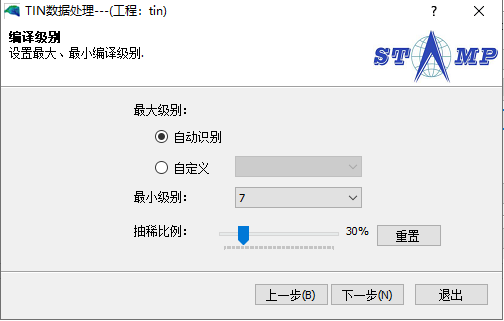 TIN数据处理---(工程：tin)
编译级别
设置最大、最小编译级别.
STAMP
最大级别：
自动识别
自定义
最小级别：
7
抽稀比例：
30%
重置
上一步(B)
下一步(N)
退出